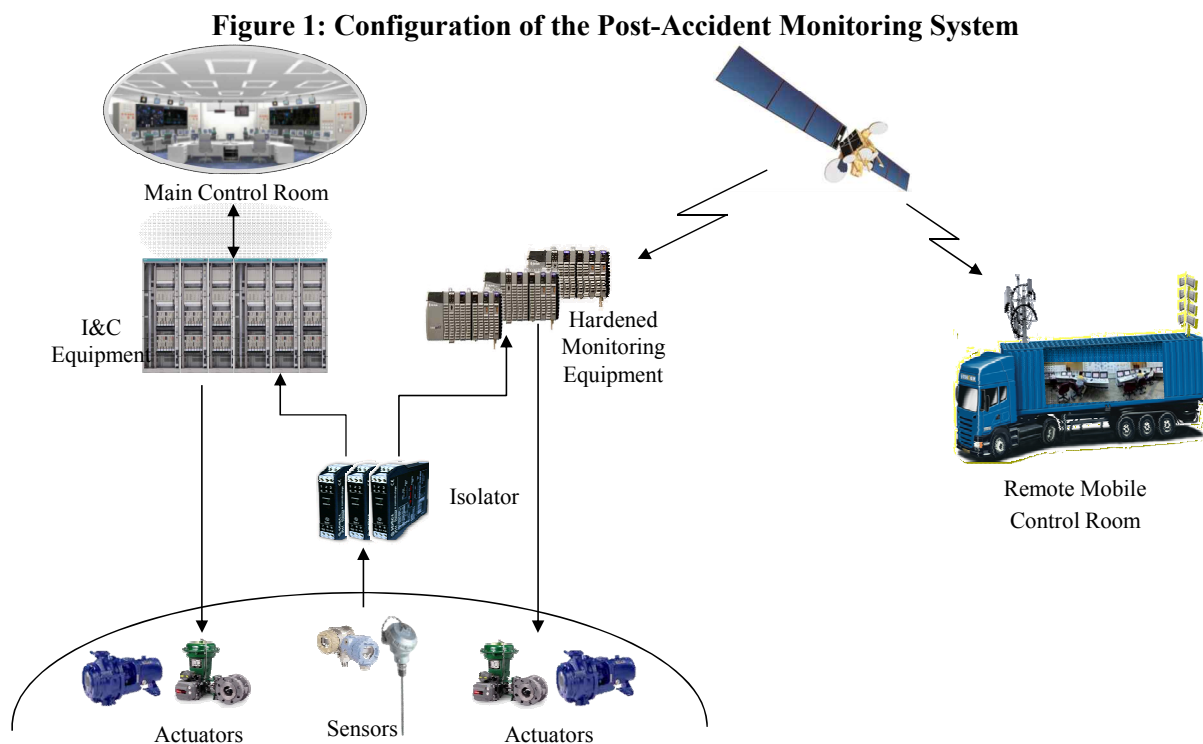 Figure 1: Configuration of the Post-Accident Monitoring System
Main Control Room
I&C
Equipment
Hardened
Monitoring
Equipment
Isolator
Remote Mobile
Control Room
Actuators
Sensors
Actuators